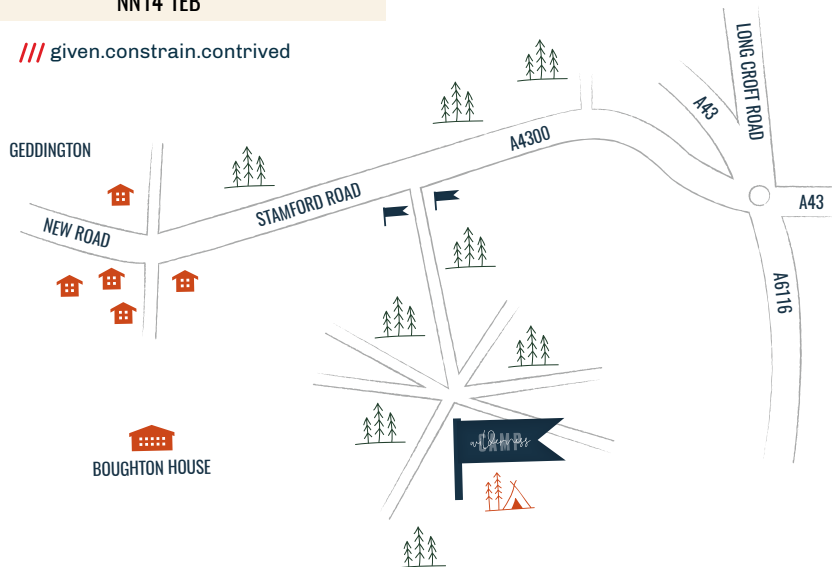 NN14 1EB
/// given.constrain.contrived
LONG CROFT ROAD
A43
A4300
GEDDINGTON
STAMFORD ROAD
A43
NEW ROAD
A6116
wilderness
CAMP
BOUGHTON HOUSE